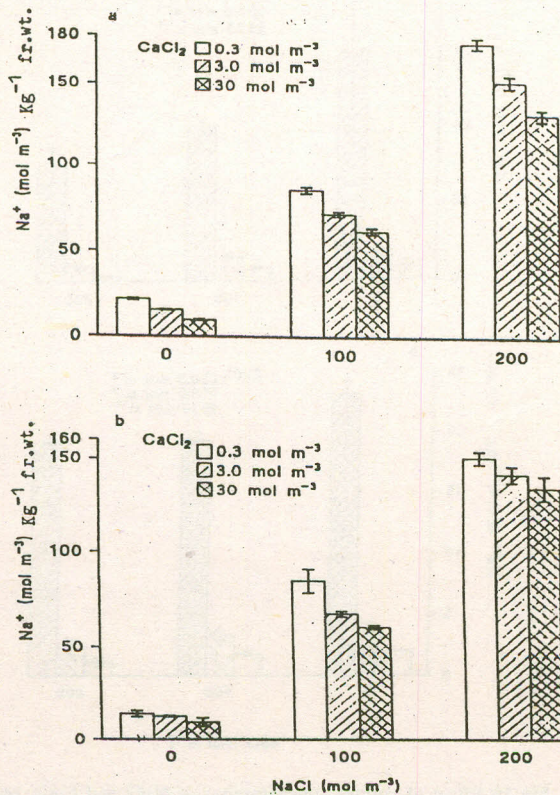 a
CaCl₂ 0.3 mol m⁻³
3.0 mol m⁻³
30 mol m⁻³
Na⁺ (mol m⁻³) Kg⁻¹ fr.wt.
180
150
100
50
0
0 100 200
b
CaCl₂ 0.3 mol m⁻³
3.0 mol m⁻³
30 mol m⁻³
Na⁺ (mol m⁻³) Kg⁻¹ fr.wt.
160
150
100
50
0
0 100 200
NaCl (mol m⁻³)